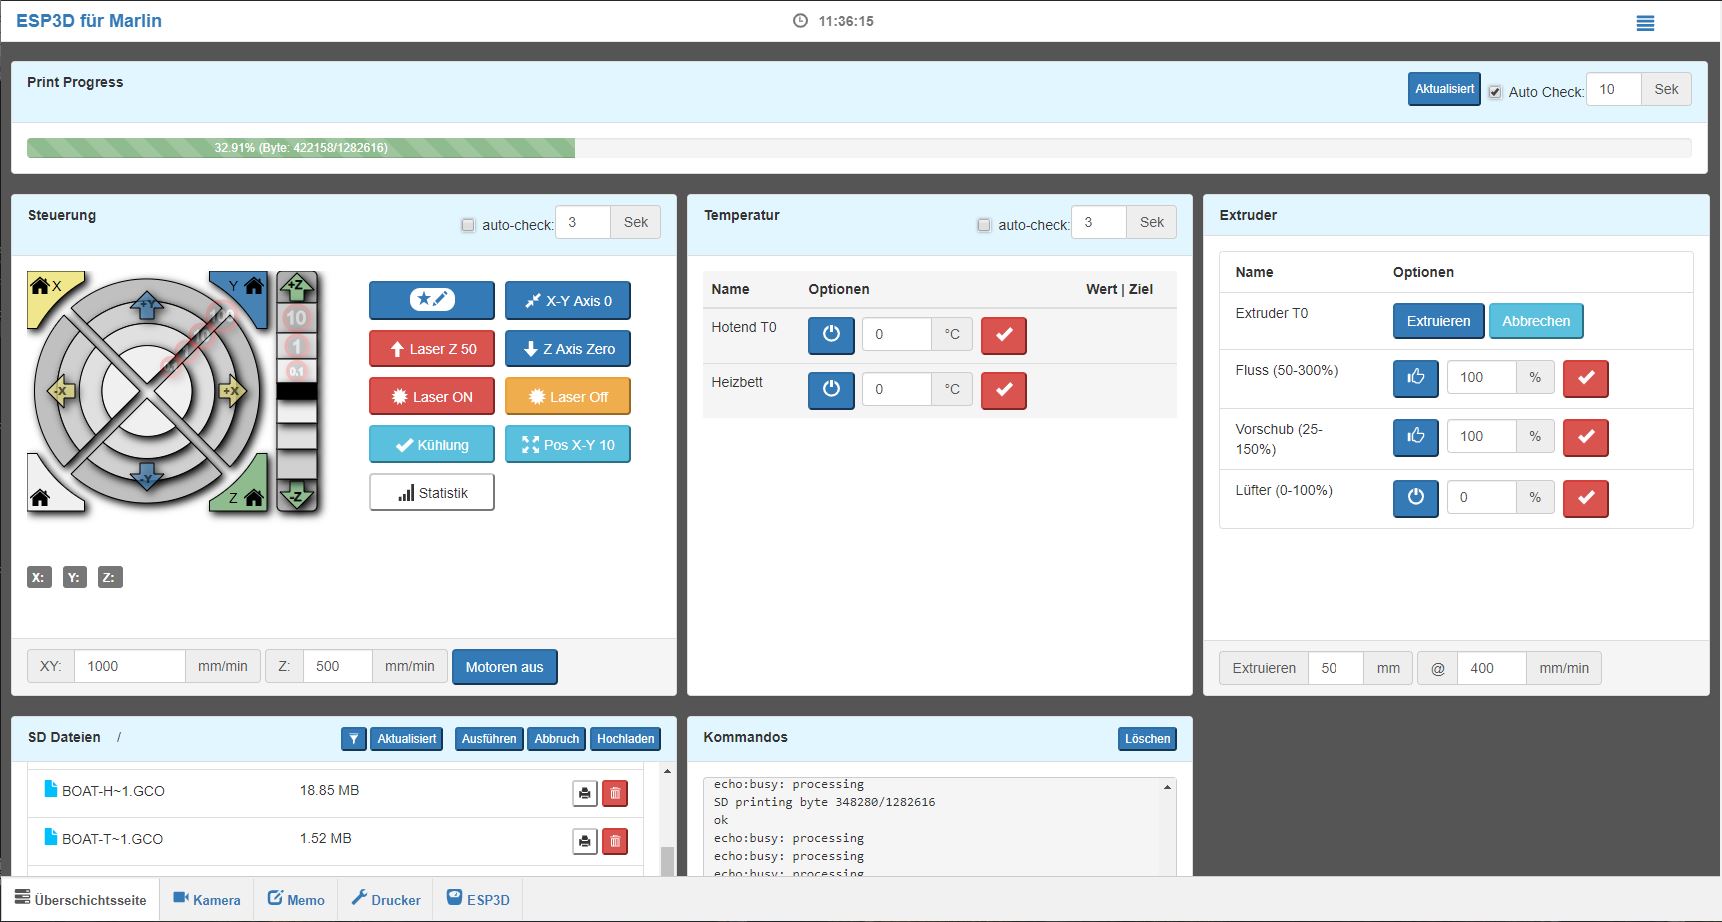 ESP3D für Marlin
11:36:15
Print Progress
Aktualisiert
Auto Check:
10
Sek
32.91% (Byte: 422158/1282616)
Steuerung
auto-check:
3
Sek
X
Y
+Y
-X
+X
-Y
Z
100
10
1
0.1
+Z
10
1
0.1
-Z
X-Y Axis 0
Laser Z 50
Z Axis Zero
Laser ON
Laser Off
Kühlung
Pos X-Y 10
Statistik
X:
Y:
Z:
XY:
1000
mm/min
Z:
500
mm/min
Motoren aus
Temperatur
auto-check:
3
Sek
Name
Optionen
Wert | Ziel
Hotend T0
0
°C
Heizbett
0
°C
Extruder
Name
Optionen
Extruder T0
Extruieren
Abbrechen
Fluss (50-300%)
100
%
Vorschub (25-
150%)
100
%
Lüfter (0-100%)
0
%
Extruieren
50
mm
@
400
mm/min
SD Dateien
/
Aktualisiert
Ausführen
Abbruch
Hochladen
BOAT-H~1.GCO
18.85 MB
BOAT-T~1.GCO
1.52 MB
Kommandos
Löschen
echo:busy: processing
SD printing byte 348280/1282616
ok
echo:busy: processing
echo:busy: processing
echo:busy: processing
Überschichtsseite
Kamera
Memo
Drucker
ESP3D